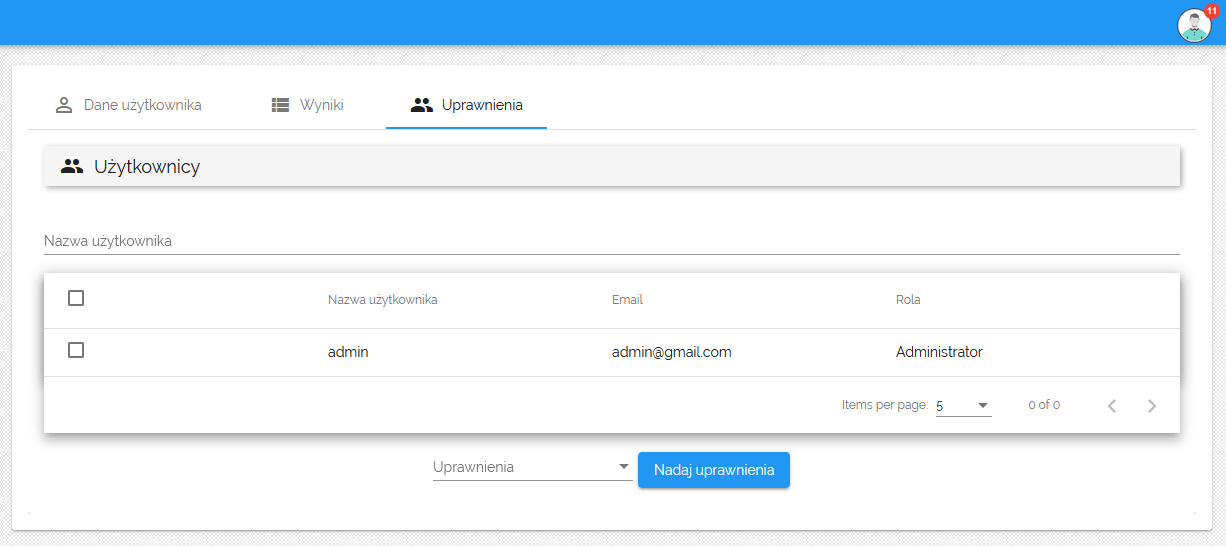 11
Dane użytkownika Wyniki Uprawnienia
Użytkownicy
Nazwa użytkownika
Nazwa użytkownika Email Rola
admin admin@gmail.com Administrator
Items per page: 5 0 of 0
Uprawnienia Nadaj uprawnienia